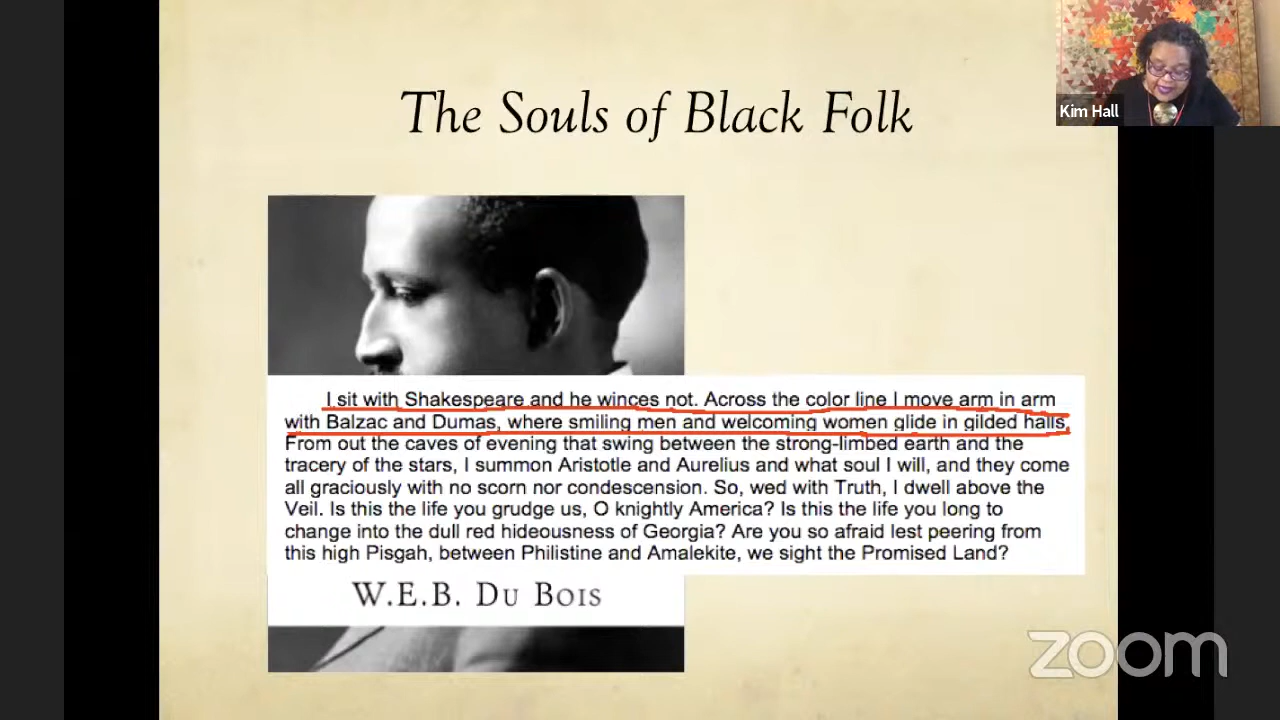 The Souls of Black Folk
Kim Hall
I sit with Shakespeare and he winces not. Across the color line I move arm in arm
with Balzac and Dumas, where smiling men and welcoming women glide in gilded halls,
From out the caves of evening that swing between the strong-limbed earth and the
tracery of the stars, I summon Aristotle and Aurelius and what soul I will, and they come
all graciously with no scorn nor condescension. So, wed with Truth, I dwell above the
Veil. Is this the life you grudge us, O knightly America? Is this the life you long to
change into the dull red hideousness of Georgia? Are you so afraid lest peering from
this high Pisgah, between Philistine and Amalekite, we sight the Promised Land?
W.E.B. Du Bois
zoom